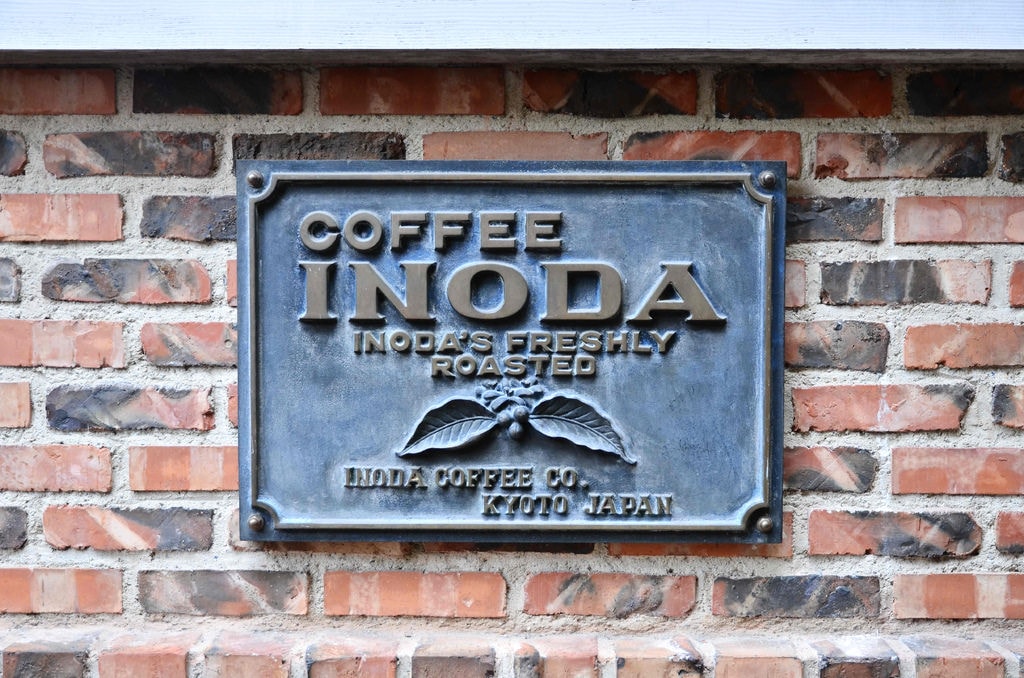 COFFEE
INODA
INODA'S FRESHLY
ROASTED
INODA COFFEE CO.
KYOTO JAPAN